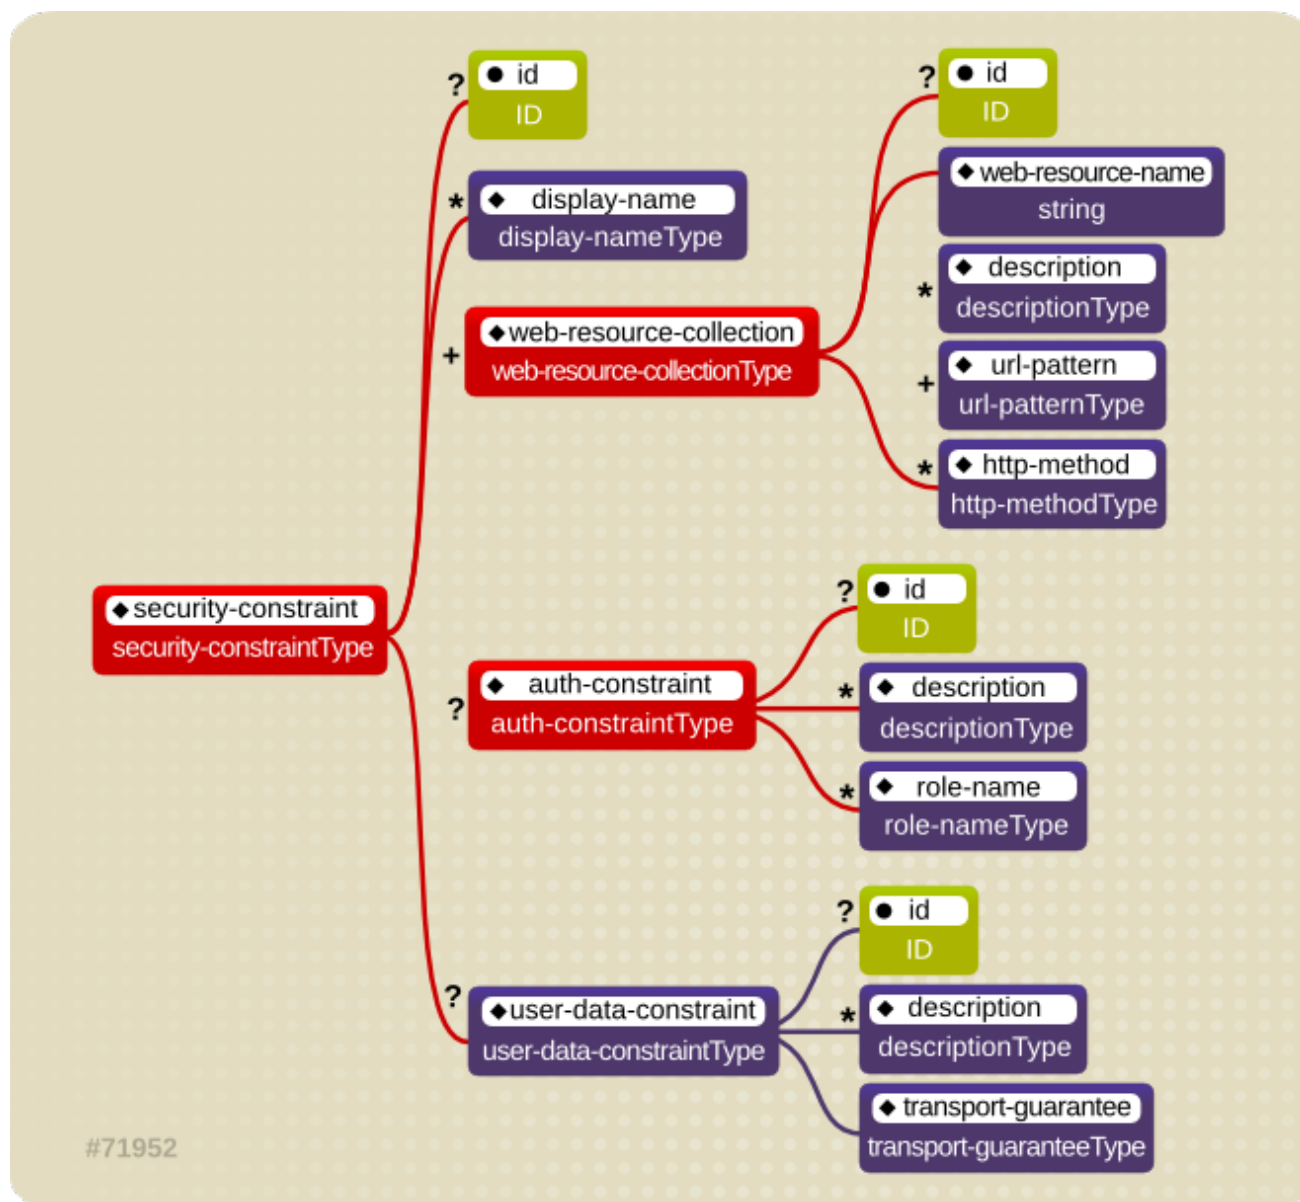 ?
id
ID
*
display-name
display-nameType
+
web-resource-collection
web-resource-collectionType
?
id
ID
web-resource-name
string
*
description
descriptionType
+
url-pattern
url-patternType
*
http-method
http-methodType
security-constraint
security-constraintType
?
auth-constraint
auth-constraintType
?
id
ID
*
description
descriptionType
*
role-name
role-nameType
?
user-data-constraint
user-data-constraintType
?
id
ID
*
description
descriptionType
transport-guarantee
transport-guaranteeType
#71952